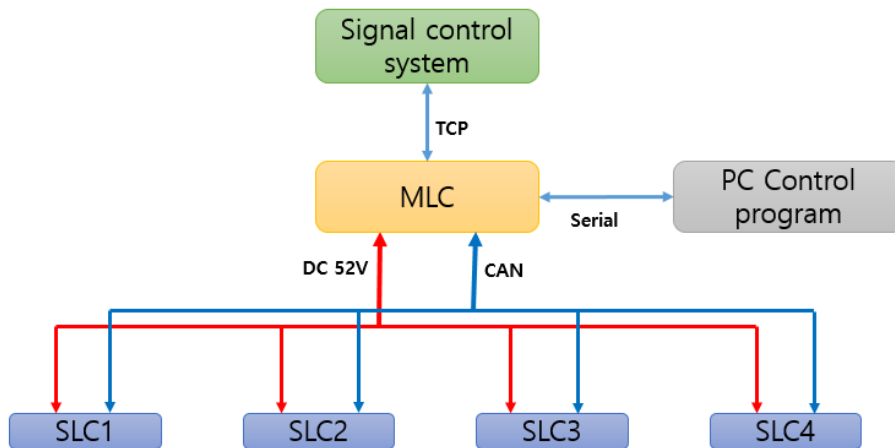 Signal control
system
TCP
MLC
PC Control
program
Serial
DC 52V
CAN
SLC1
SLC2
SLC3
SLC4